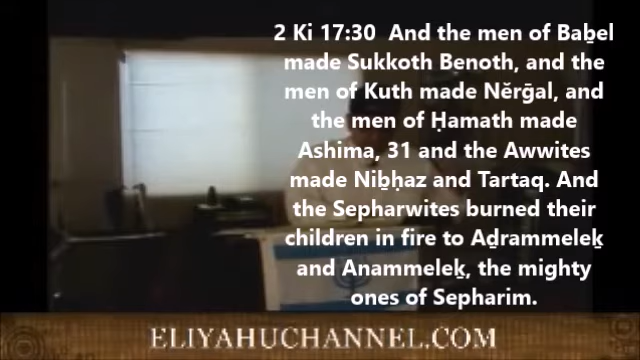 2 Ki 17:30  And the men of Baḇel
made Sukkoth Benoth, and the
men of Kuth made Nĕrḡal, and
the men of Ḥamath made
Ashima, 31 and the Awwites
made Niḇḥaz and Tartaq. And
the Sepharwites burned their
children in fire to Aḏrammeleḵ
and Anammeleḵ, the mighty
ones of Sepharim.
ELIYAHUCHANNEL.COM